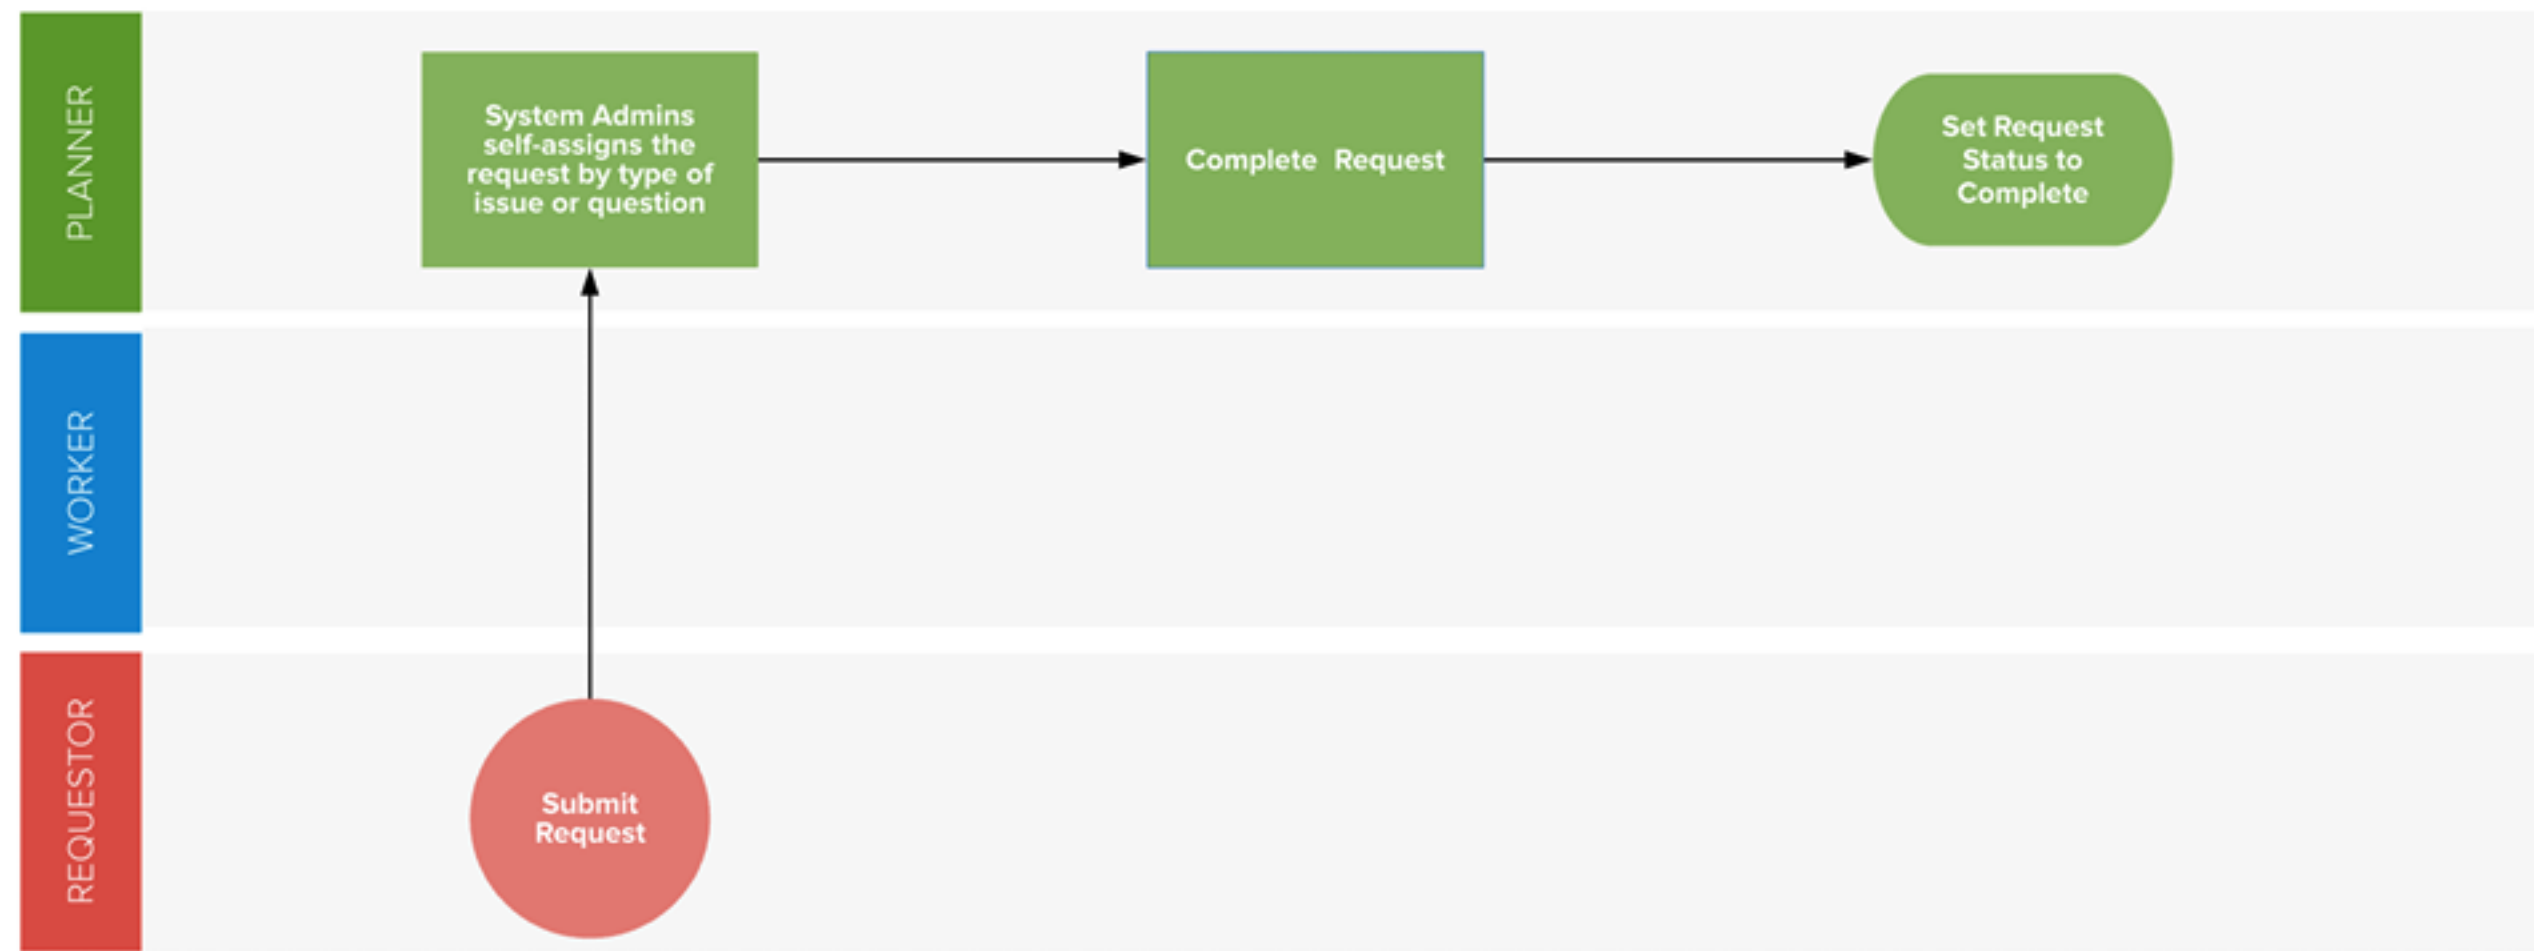 PLANNER
System Admins
self-assigns the
request by type of
issue or question
Complete Request
Set Request
Status to
Complete
WORKER
REQUESTOR
Submit
Request